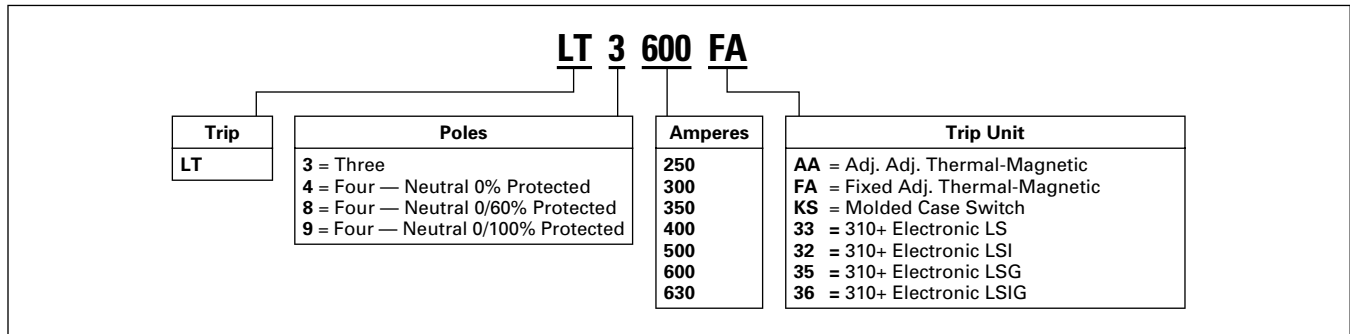 LT 3 600 FA
Trip
LT
Poles
3 = Three
4 = Four — Neutral 0% Protected
8 = Four — Neutral 0/60% Protected
9 = Four — Neutral 0/100% Protected
Amperes
250
300
350
400
500
600
630
Trip Unit
AA = Adj. Adj. Thermal-Magnetic
FA = Fixed Adj. Thermal-Magnetic
KS = Molded Case Switch
33 = 310+ Electronic LS
32 = 310+ Electronic LSI
35 = 310+ Electronic LSG
36 = 310+ Electronic LSIG